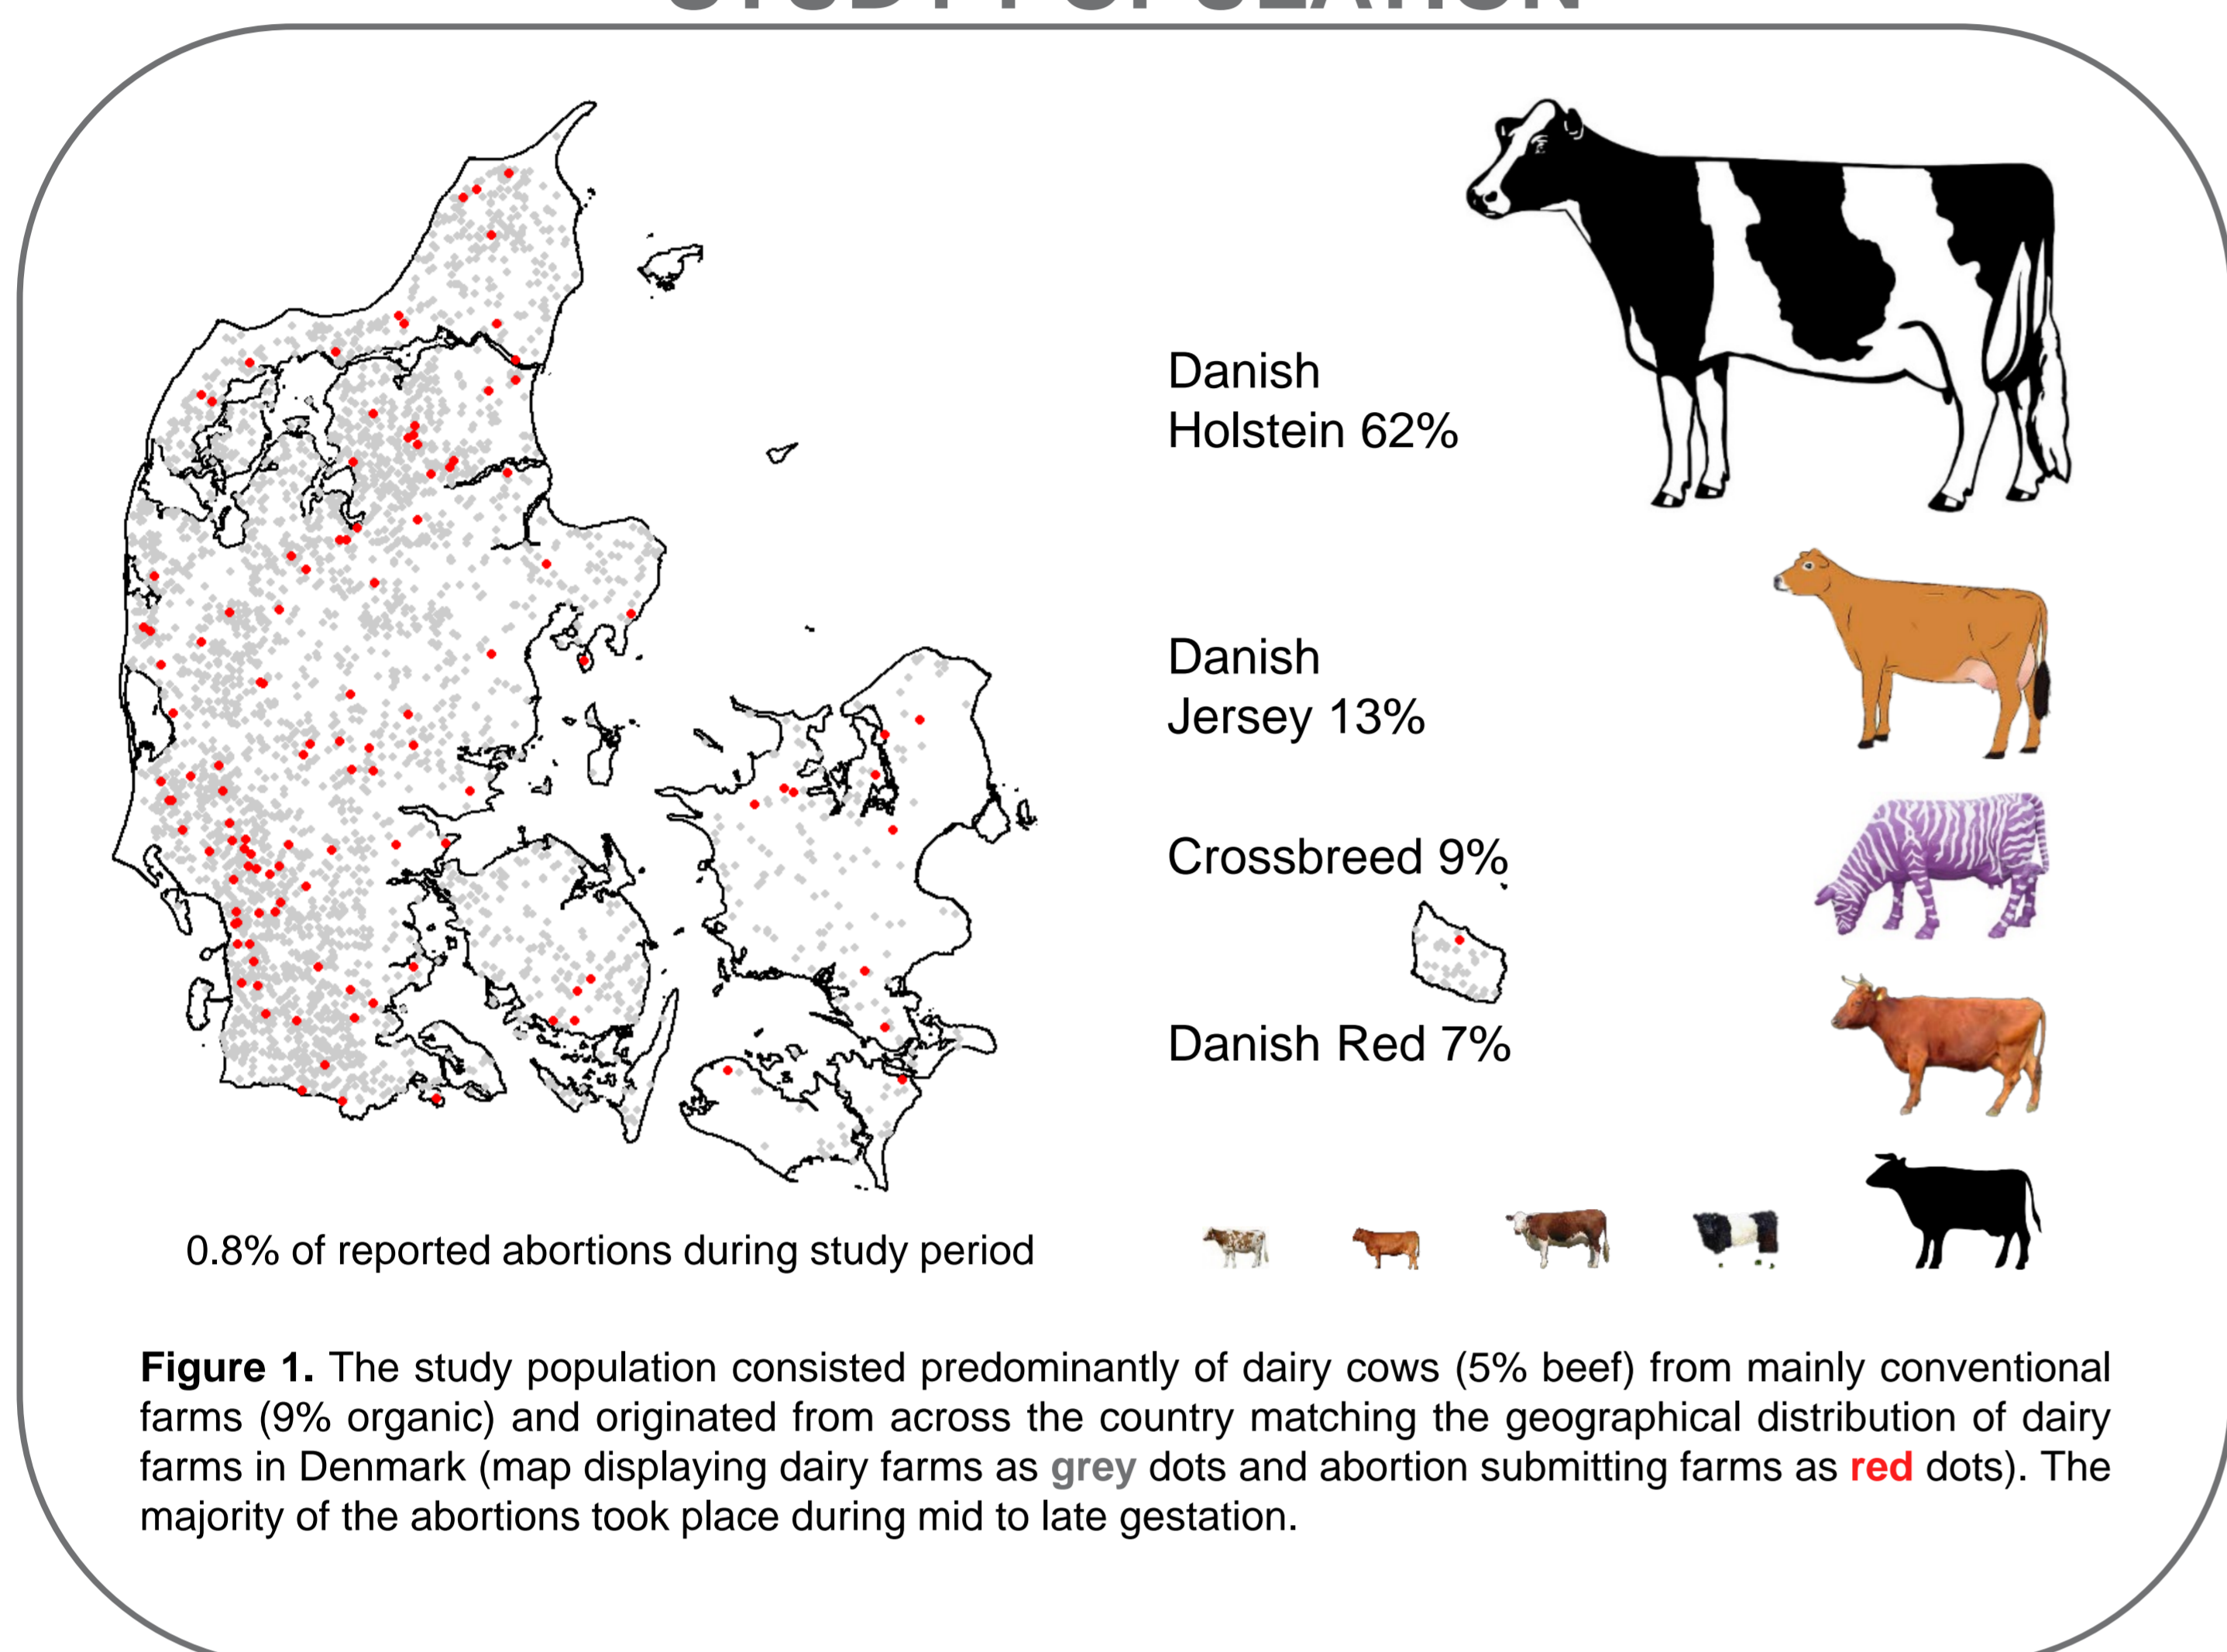 STUDY POPULATION
Danish
Holstein 62%
Danish
Jersey 13%
Crossbreed 9%
Danish Red 7%
0.8% of reported abortions during study period
Figure 1. The study population consisted predominantly of dairy cows (5% beef) from mainly conventional
farms (9% organic) and originated from across the country matching the geographical distribution of dairy
farms in Denmark (map displaying dairy farms as grey dots and abortion submitting farms as red dots). The
majority of the abortions took place during mid to late gestation.